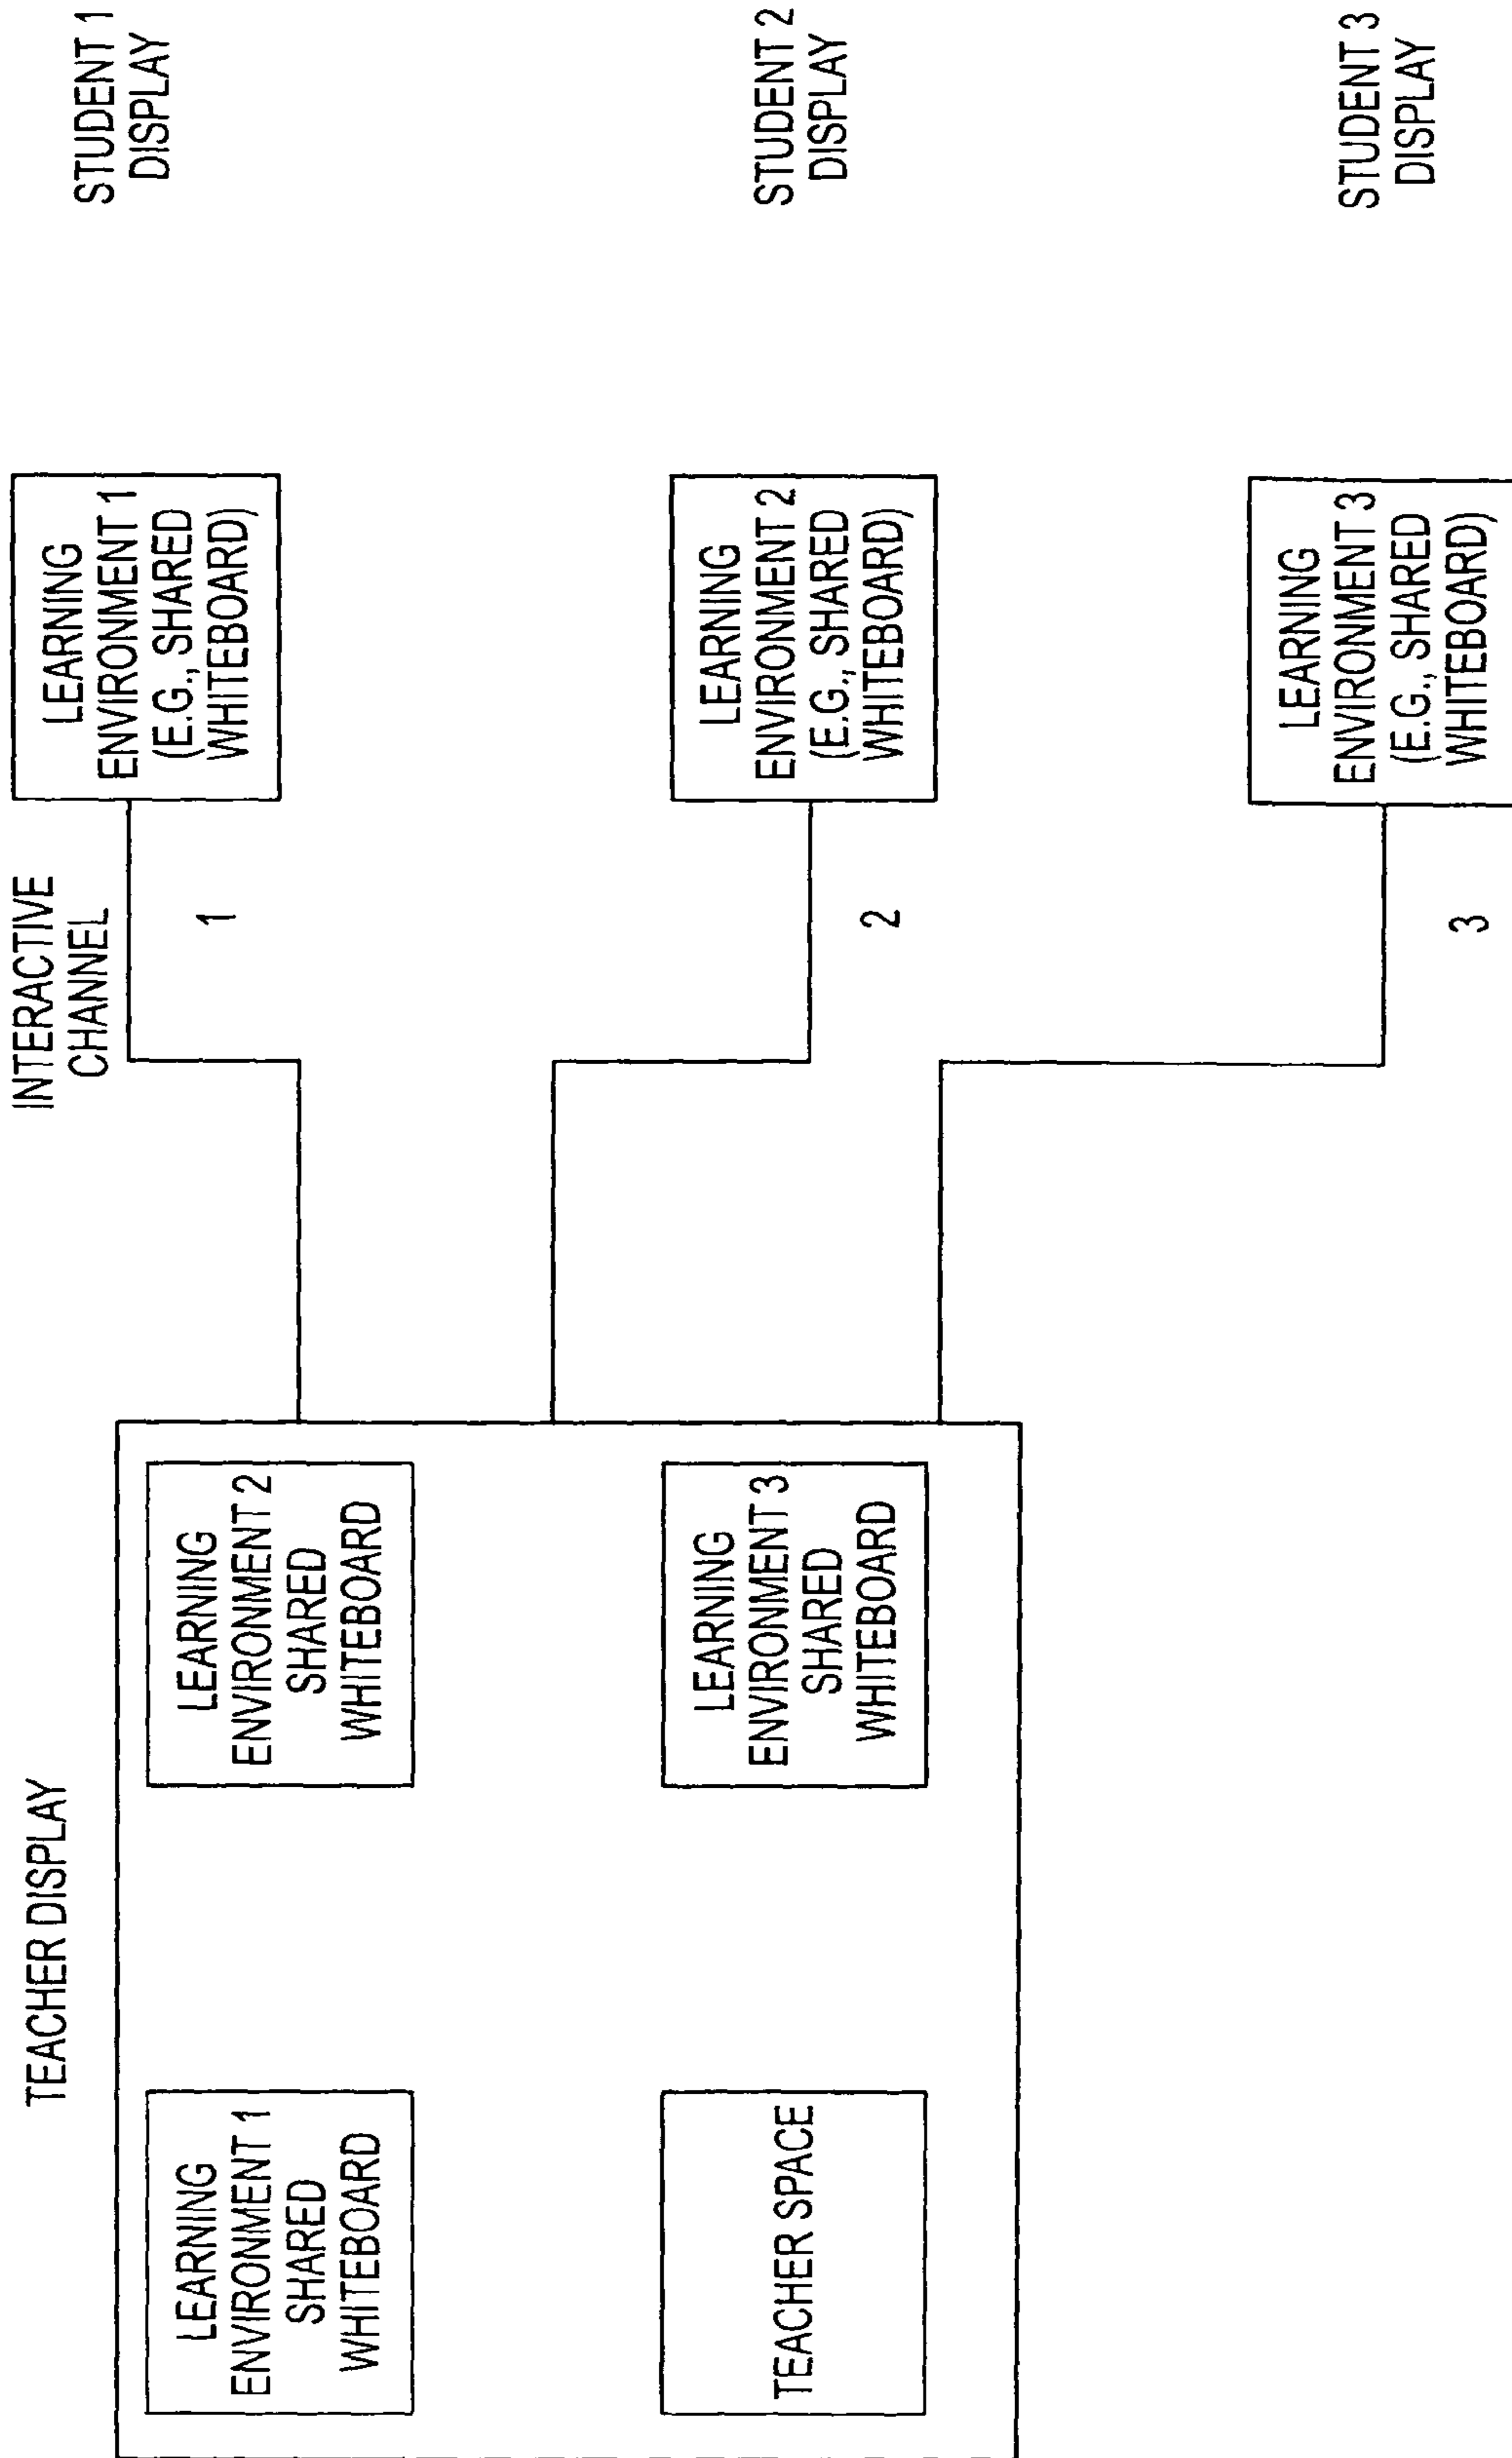 TEACHER DISPLAY
LEARNING
ENVIRONMENT 1
SHARED
WHITEBOARD
LEARNING
ENVIRONMENT 2
SHARED
WHITEBOARD
TEACHER SPACE
LEARNING
ENVIRONMENT 3
SHARED
WHITEBOARD
INTERACTIVE
CHANNEL
1
2
3
LEARNING
ENVIRONMENT 1
(E.G., SHARED
WHITEBOARD)
STUDENT 1
DISPLAY
LEARNING
ENVIRONMENT 2
(E.G., SHARED
WHITEBOARD)
STUDENT 2
DISPLAY
LEARNING
ENVIRONMENT 3
(E.G., SHARED
WHITEBOARD)
STUDENT 3
DISPLAY